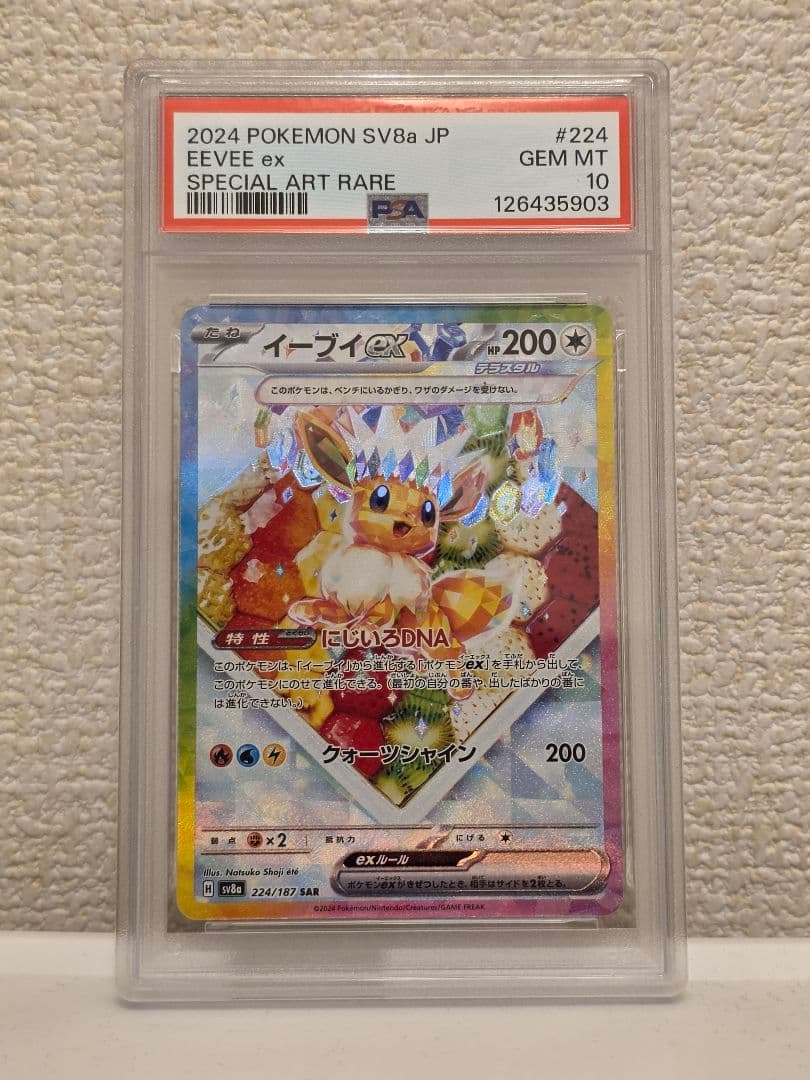 2024 POKEMON SV8a JP #224
EEVEE ex GEM MT
SPECIAL ART RARE 10
PSA 126435903
たね イーブイex HP 200
テラスタル
このポケモンは、ベンチにいるかぎり、ワザのダメージを受けない。
特性 にじいろDNA
このポケモンは、「イーブイ」から進化する「ポケモンex」を手札から出して、
このポケモンにのせて進化できる。(最初の自分の番や、出したばかりの番に
は進化できない。)
クォーツシャイン 200
弱点 ×2 抵抗力 にげる
exルール
ポケモンexがきぜつしたとき、相手はサイドを2枚とる。
Illus. Natsuko Shoji été
H sv8a 224/187 SAR
©2024 Pokémon/Nintendo/Creatures/GAME FREAK.